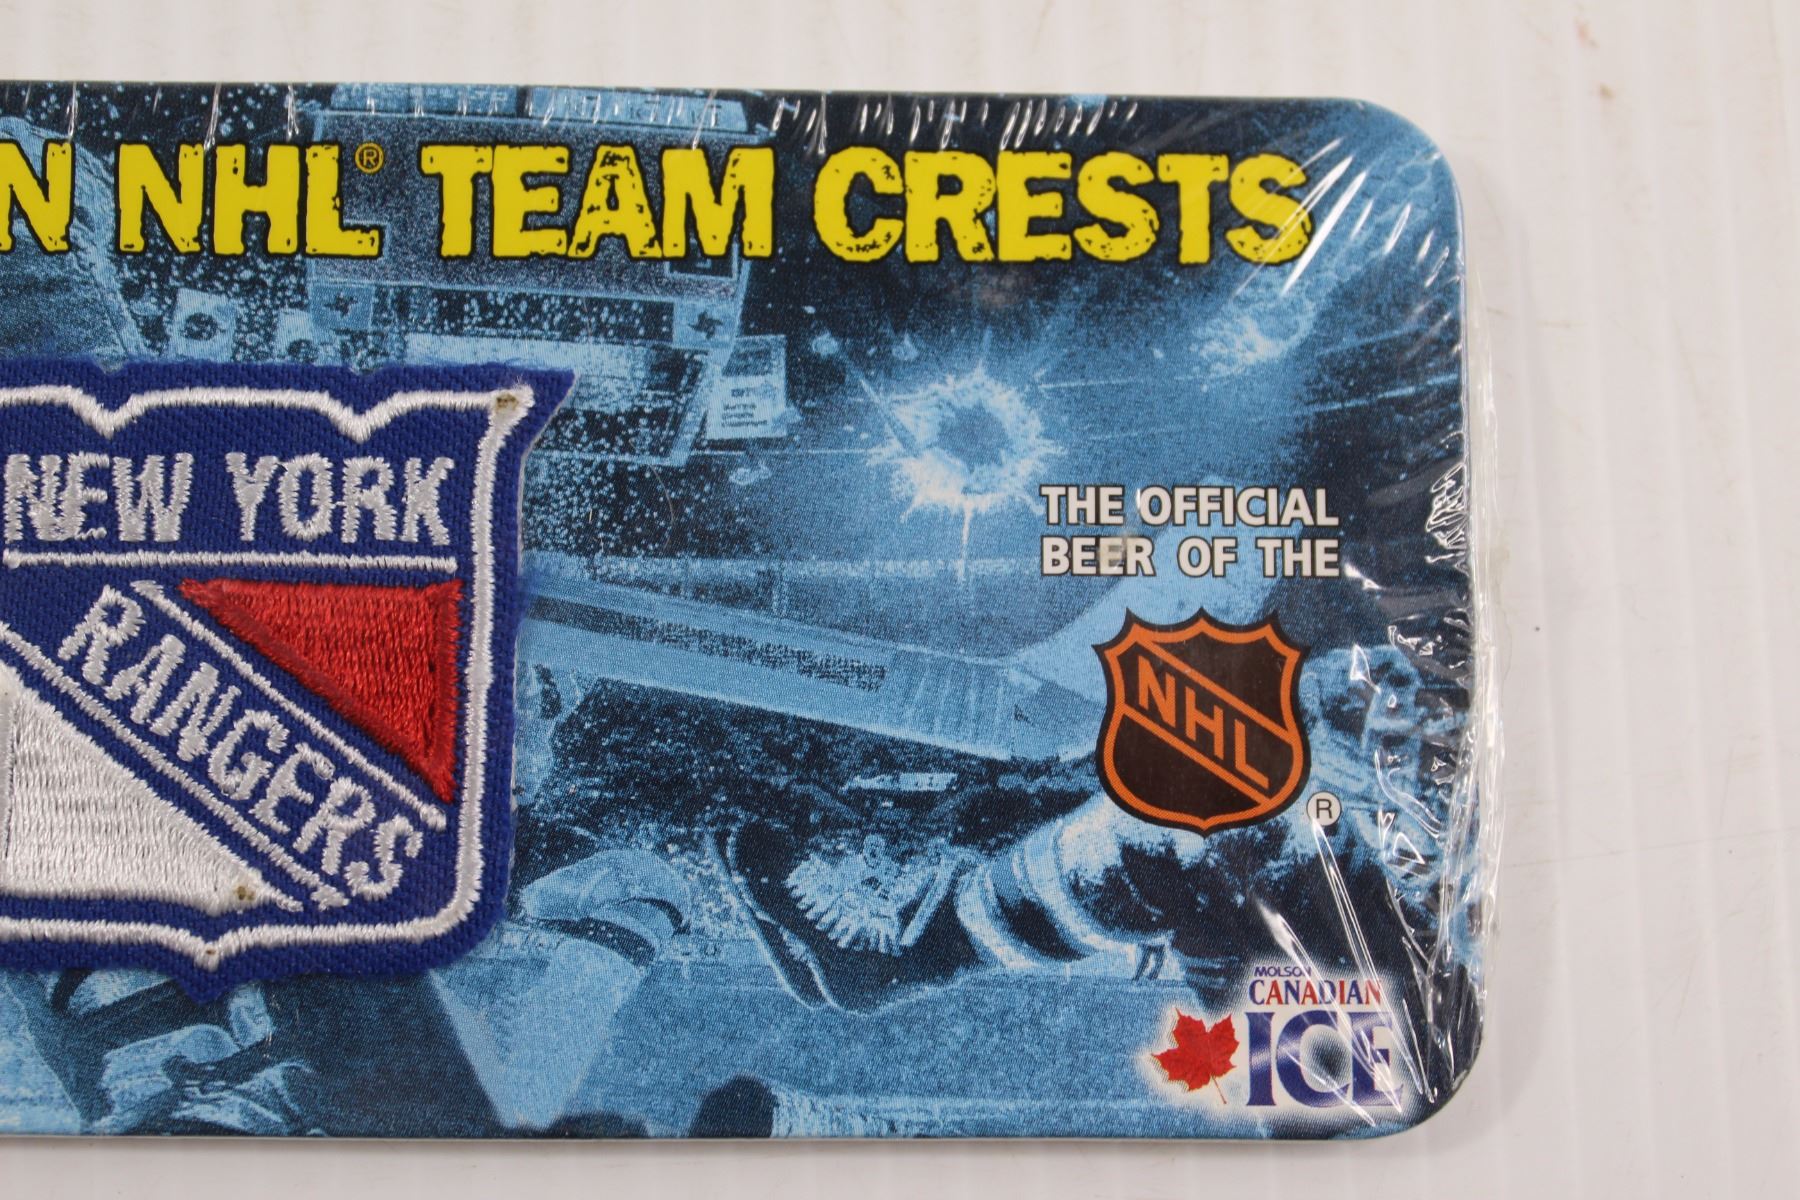 N NHL® TEAM CRESTS
NEW YORK
RANGERS
THE OFFICIAL
BEER OF THE
NHL
®
MOLSON
CANADIAN
ICE